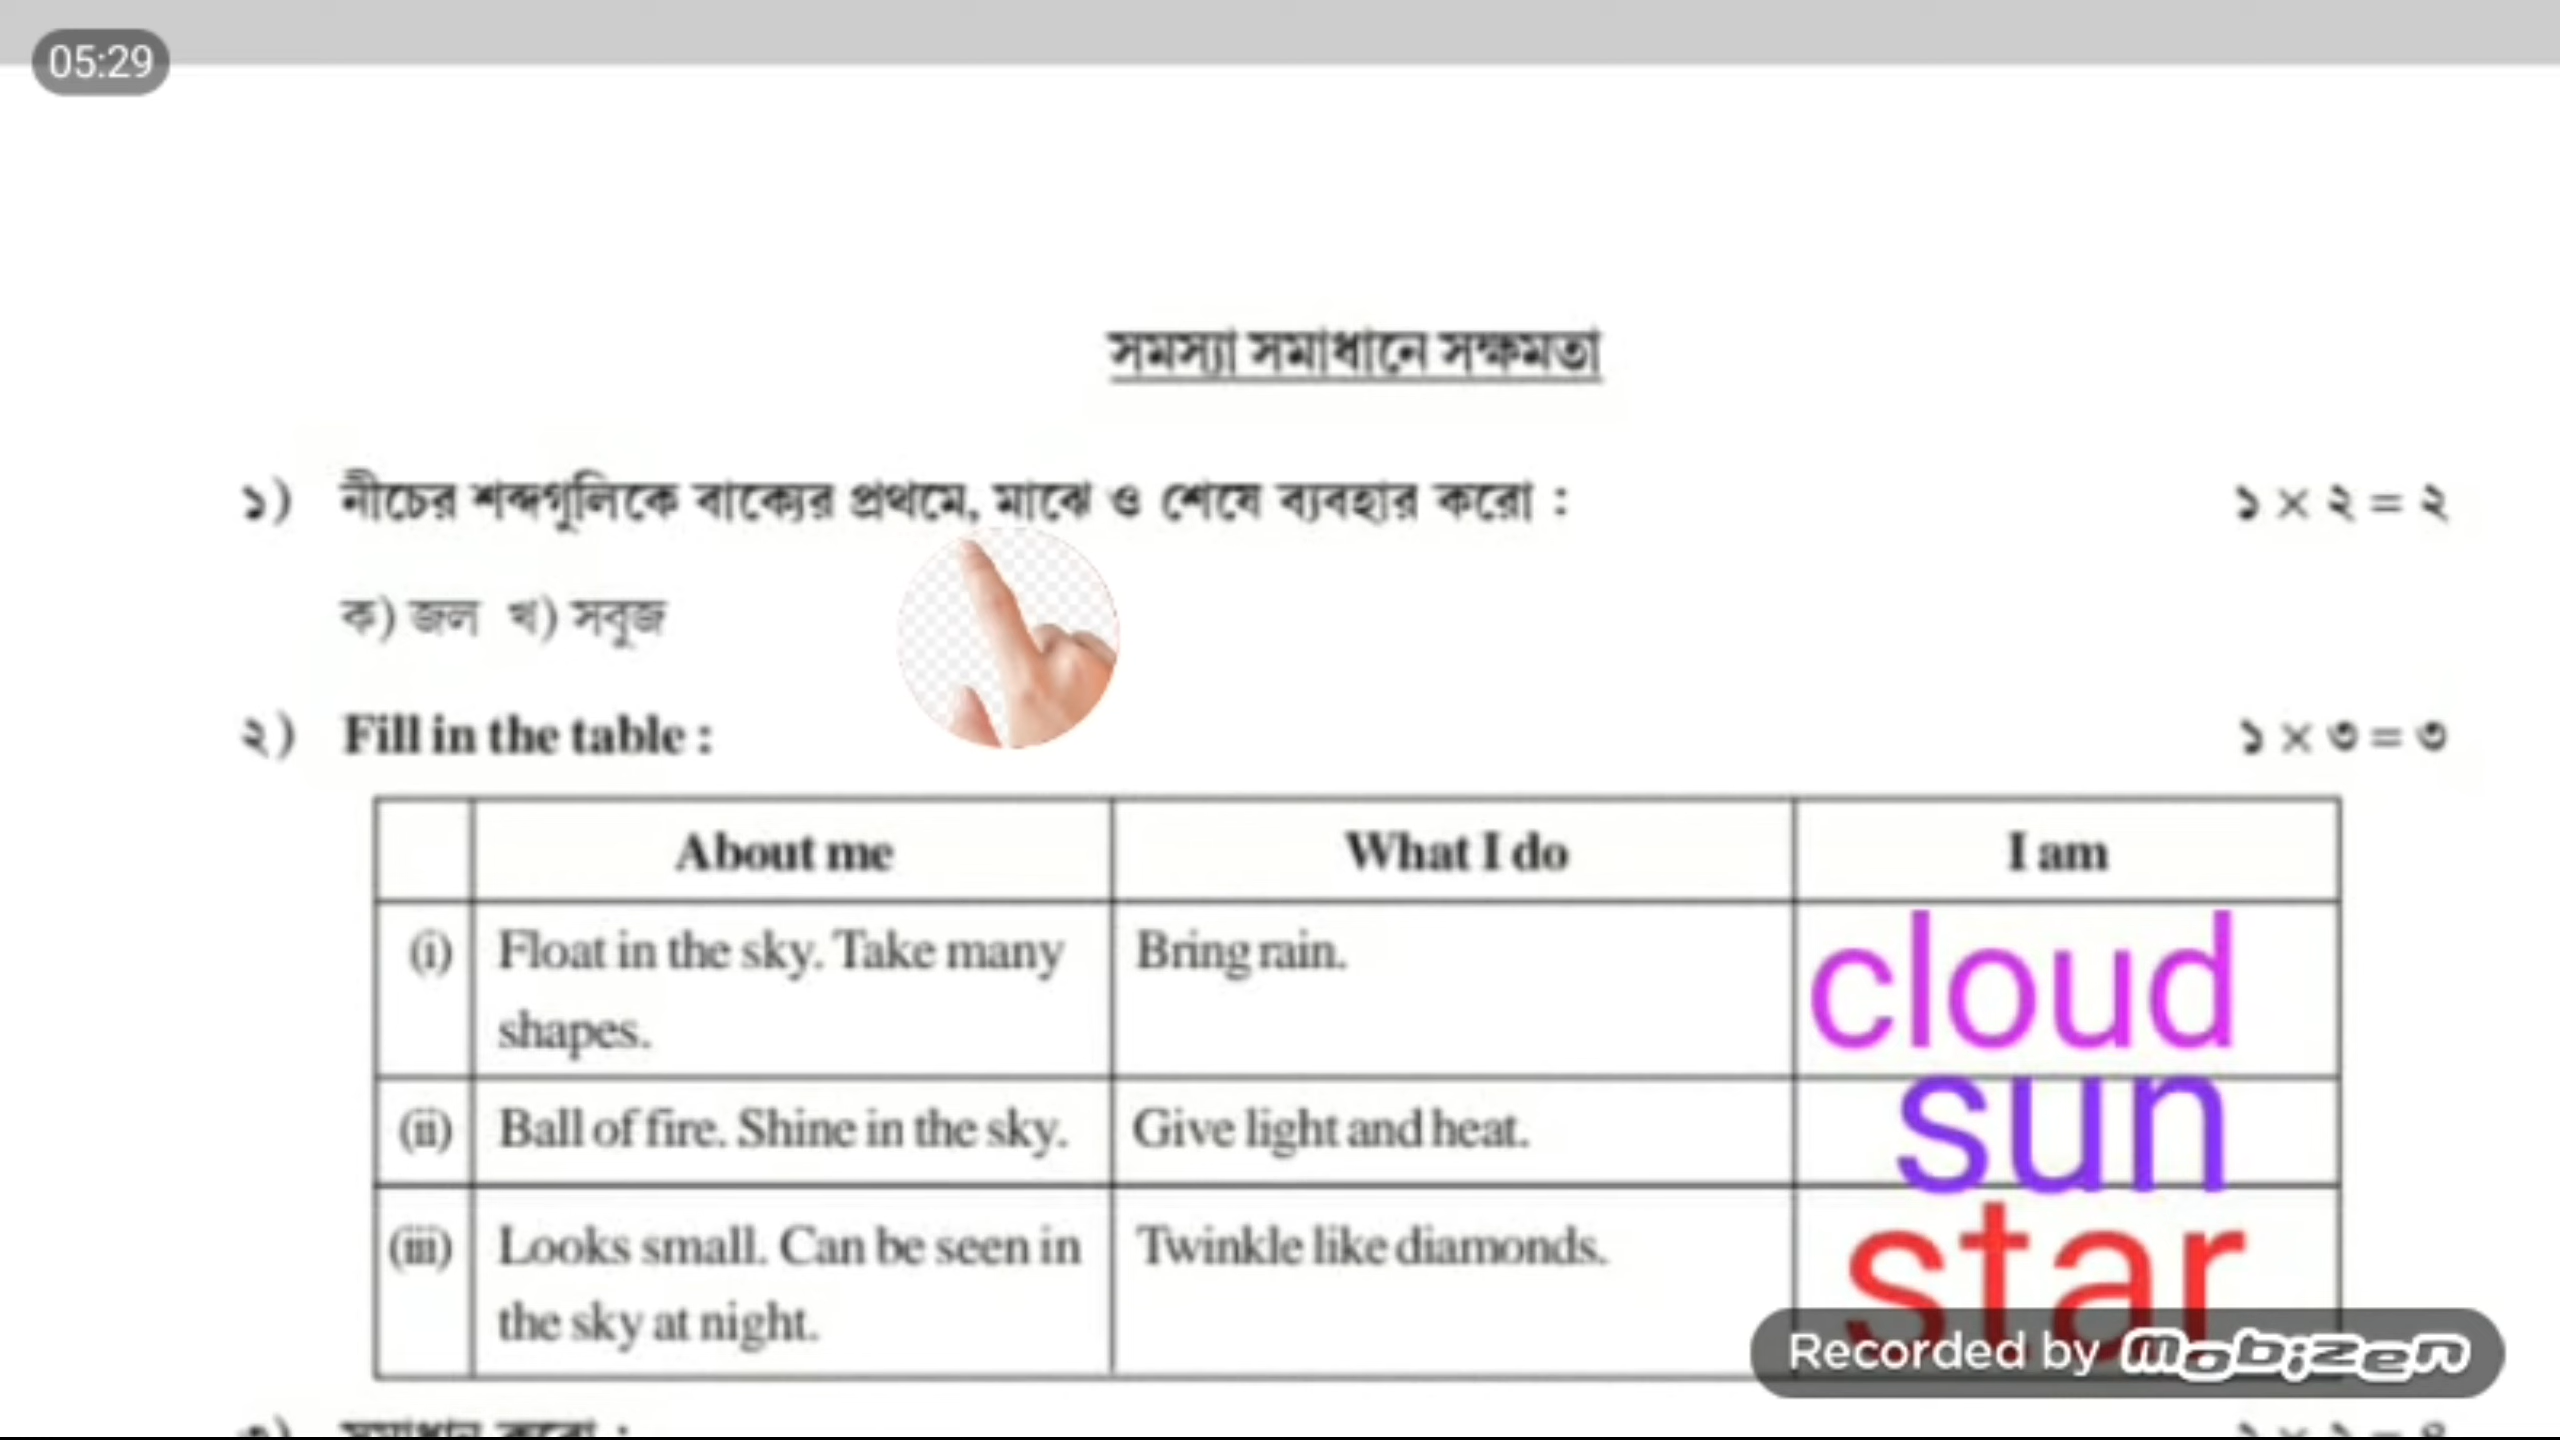 05:29
সমস্যা সমাধানে সক্ষমতা
১) নীচের শব্দগুলিকে বাক্যের প্রথমে, মাঝে ও শেষে ব্যবহার করো : ১ × ২ = ২
ক) জল খ) সবুজ
২) Fill in the table : ১ × ৩ = ৩
About me What I do I am
(i) Float in the sky. Take many Bring rain. cloud
shapes.
(ii) Ball of fire. Shine in the sky. Give light and heat. sun
(iii) Looks small. Can be seen in Twinkle like diamonds. star
the sky at night.
Recorded by mobizen
৩) সমাধান করো :